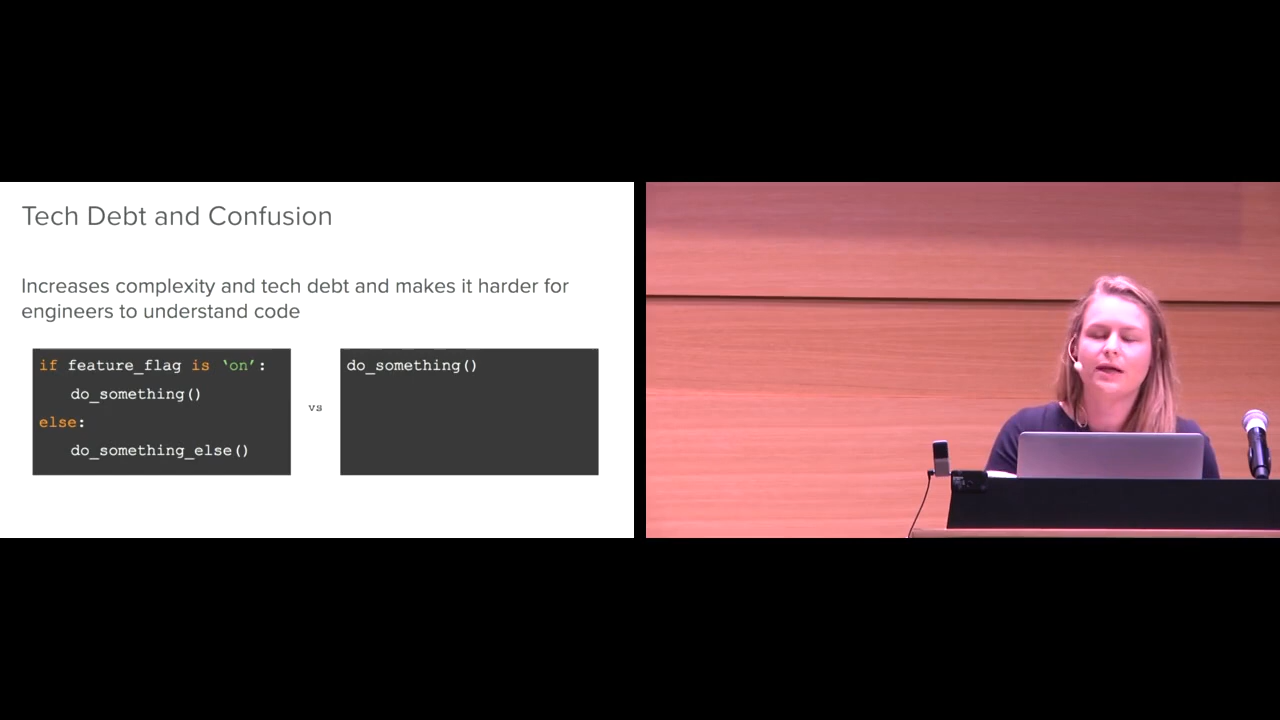 Tech Debt and Confusion
Increases complexity and tech debt and makes it harder for
engineers to understand code
if feature_flag is ‘on’:
do_something()
else:
do_something_else()
vs
do_something()